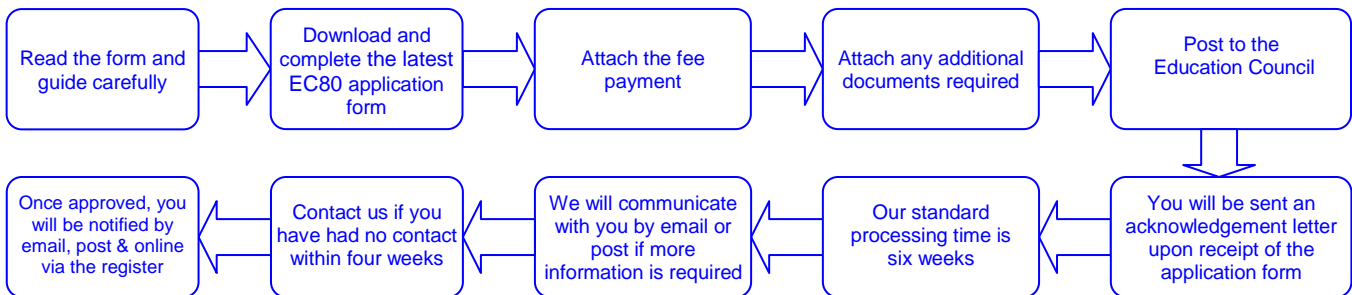 Read the form and
guide carefully
Download and
complete the latest
EC80 application
form
Attach the fee
payment
Attach any additional
documents required
Post to the
Education Council
You will be sent an
acknowledgement letter
upon receipt of the
application form
Our standard
processing time is
six weeks
We will communicate
with you by email or
post if more
information is required
Contact us if you
have had no contact
within four weeks
Once approved, you
will be notified by
email, post & online
via the register